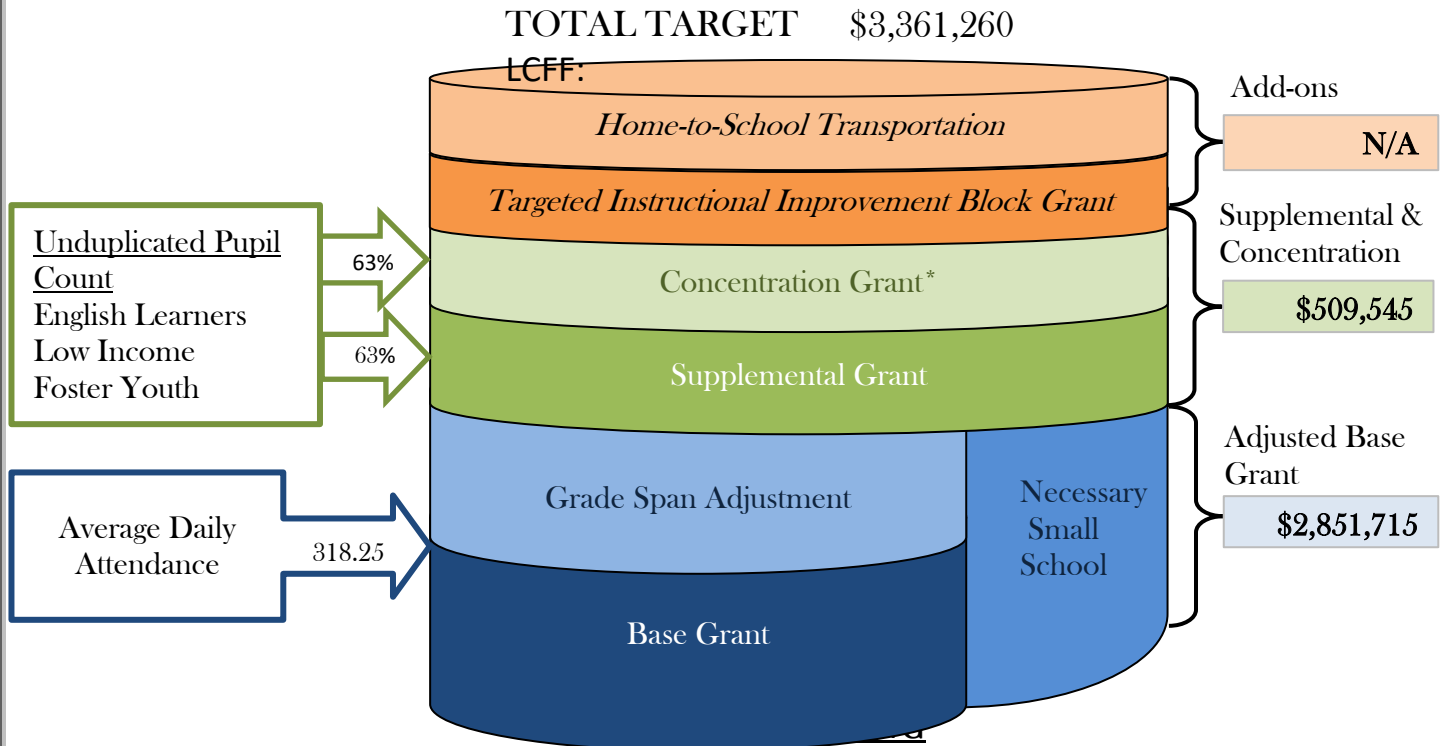 TOTAL TARGET $3,361,260
LCFF:
Home-to-School Transportation
Targeted Instructional Improvement Block Grant
Concentration Grant*
Supplemental Grant
Grade Span Adjustment
Base Grant
Necessary
Small
School
Unduplicated Pupil
Count
English Learners
Low Income
Foster Youth
63%
63%
Average Daily
Attendance
318.25
Add-ons
N/A
Supplemental &
Concentration
$509,545
Adjusted Base
Grant
$2,851,715